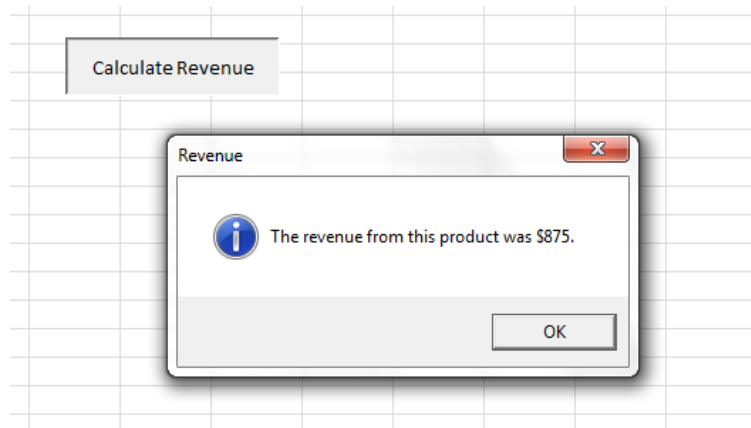 Calculate Revenue
Revenue
The revenue from this product was $875.
OK